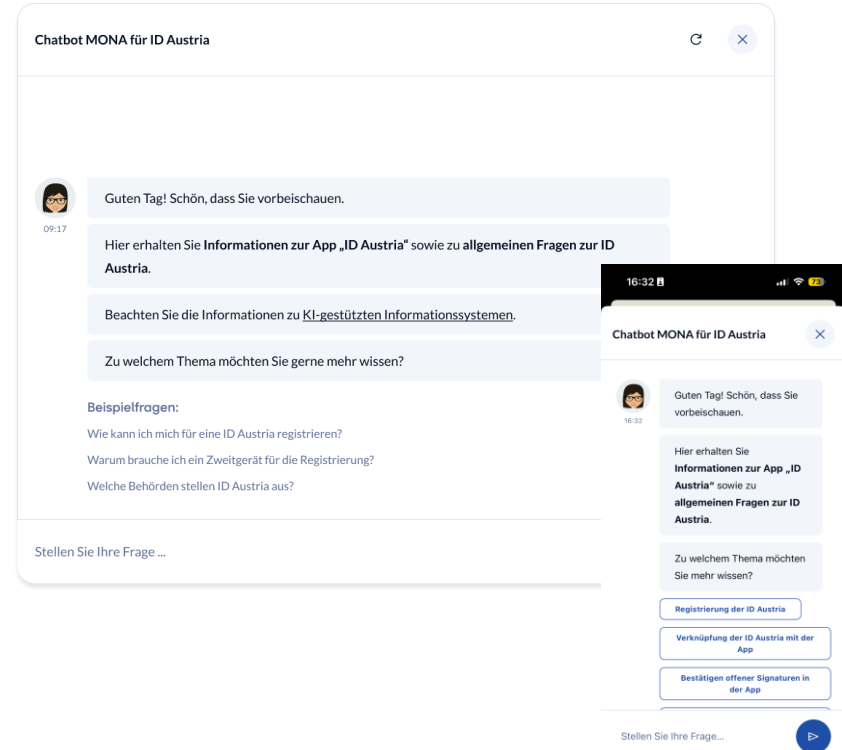 Chatbot MONA für ID Austria
Guten Tag! Schön, dass Sie vorbeischauen.
09:17
Hier erhalten Sie Informationen zur App „ID Austria“ sowie zu allgemeinen Fragen zur ID
Austria.
Beachten Sie die Informationen zu KI-gestützten Informationssystemen.
Zu welchem Thema möchten Sie gerne mehr wissen?
Beispielfragen:
Wie kann ich mich für eine ID Austria registrieren?
Warum brauche ich ein Zweitgerät für die Registrierung?
Welche Behörden stellen ID Austria aus?
Stellen Sie Ihre Frage ...
16:32
73
Chatbot MONA für ID Austria
Guten Tag! Schön, dass Sie
vorbeischauen.
16:32
Hier erhalten Sie
Informationen zur App „ID
Austria“ sowie zu
allgemeinen Fragen zur ID
Austria.
Zu welchem Thema möchten
Sie mehr wissen?
Registrierung der ID Austria
Verknüpfung der ID Austria mit der
App
Bestätigen offener Signaturen in
der App
Stellen Sie Ihre Frage...